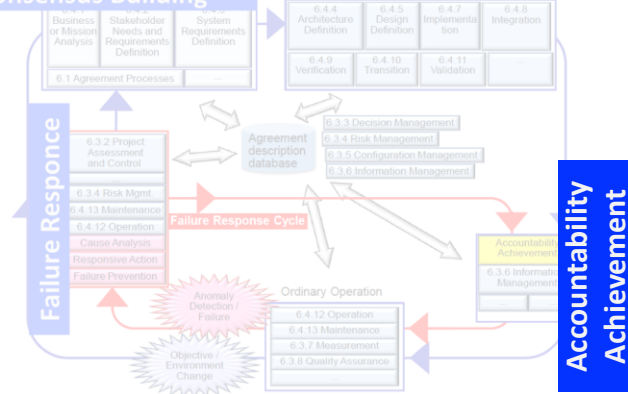 onsensus Building
Business
or Mission
Analysis
Stakeholder
Needs and
Requirements
Definition
System
Requirements
Definition
6.1 Agreement Processes
...
6.4.4
Architecture
Definition
6.4.5
Design
Definition
6.4.7
Implementa
tion
6.4.8
Integration
6.4.9
Verification
6.4.10
Transition
6.4.11
Validation
...
Failure Responce
6.3.2 Project
Assessment
and Control
6.3.4 Risk Mgmt.
6.4.13 Maintenance
6.4.12 Operation
Cause Analysis
Responsive Action
Failure Prevention
Agreement
description
database
6.3.3 Decision Management
6.3.4 Risk Management
6.3.5 Configuration Management
6.3.6 Information Management
Failure Response Cycle
Accountability
Achievement
6.3.6 Information
Management
...
Accountability
Achievement
Anomaly
Detection /
Failure
Objective /
Environment
Change
Ordinary Operation
6.4.12 Operation
6.4.13 Maintenance
6.3.7 Measurement
6.3.8 Quality Assurance
...